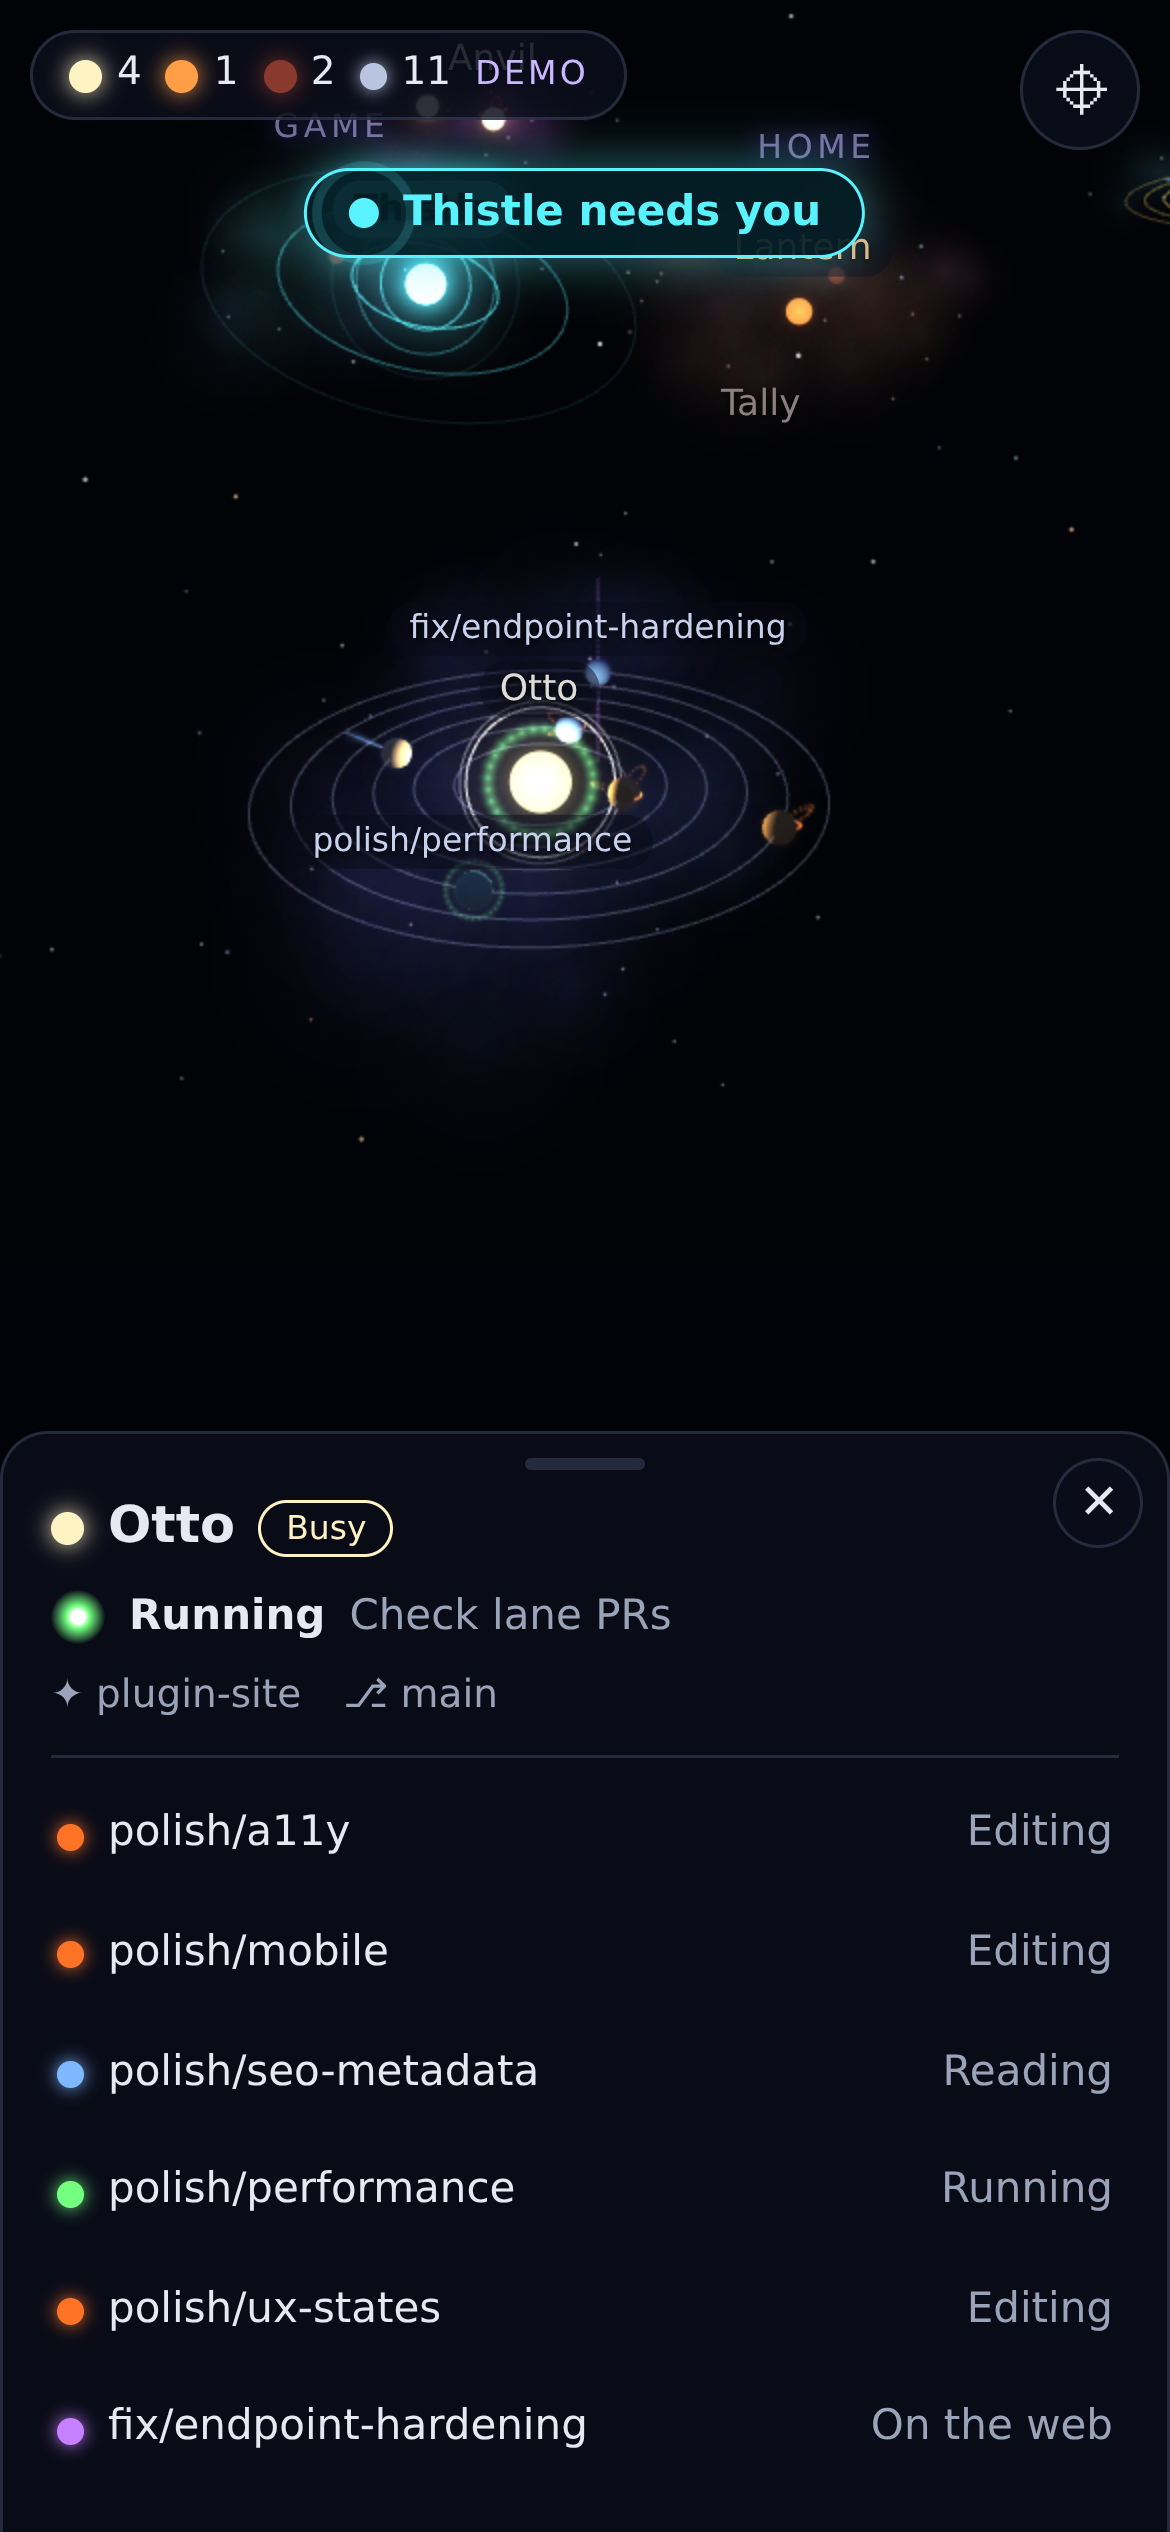 4 1 2 11 DEMO
Anvil
GAME
HOME
Thistle needs you
Lantern
Tally
fix/endpoint-hardening
Otto
polish/performance
Otto Busy
Running Check lane PRs
plugin-site main
polish/a11y Editing
polish/mobile Editing
polish/seo-metadata Reading
polish/performance Running
polish/ux-states Editing
fix/endpoint-hardening On the web